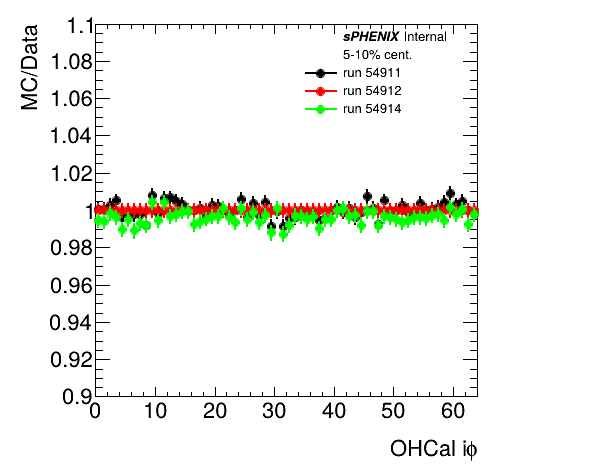 MC/Data
1.1
1.08
1.06
1.04
1.02
1
0.98
0.96
0.94
0.92
0.9
sPHENIX Internal
5-10% cent.
run 54911
run 54912
run 54914
0 10 20 30 40 50 60
OHCal iϕ